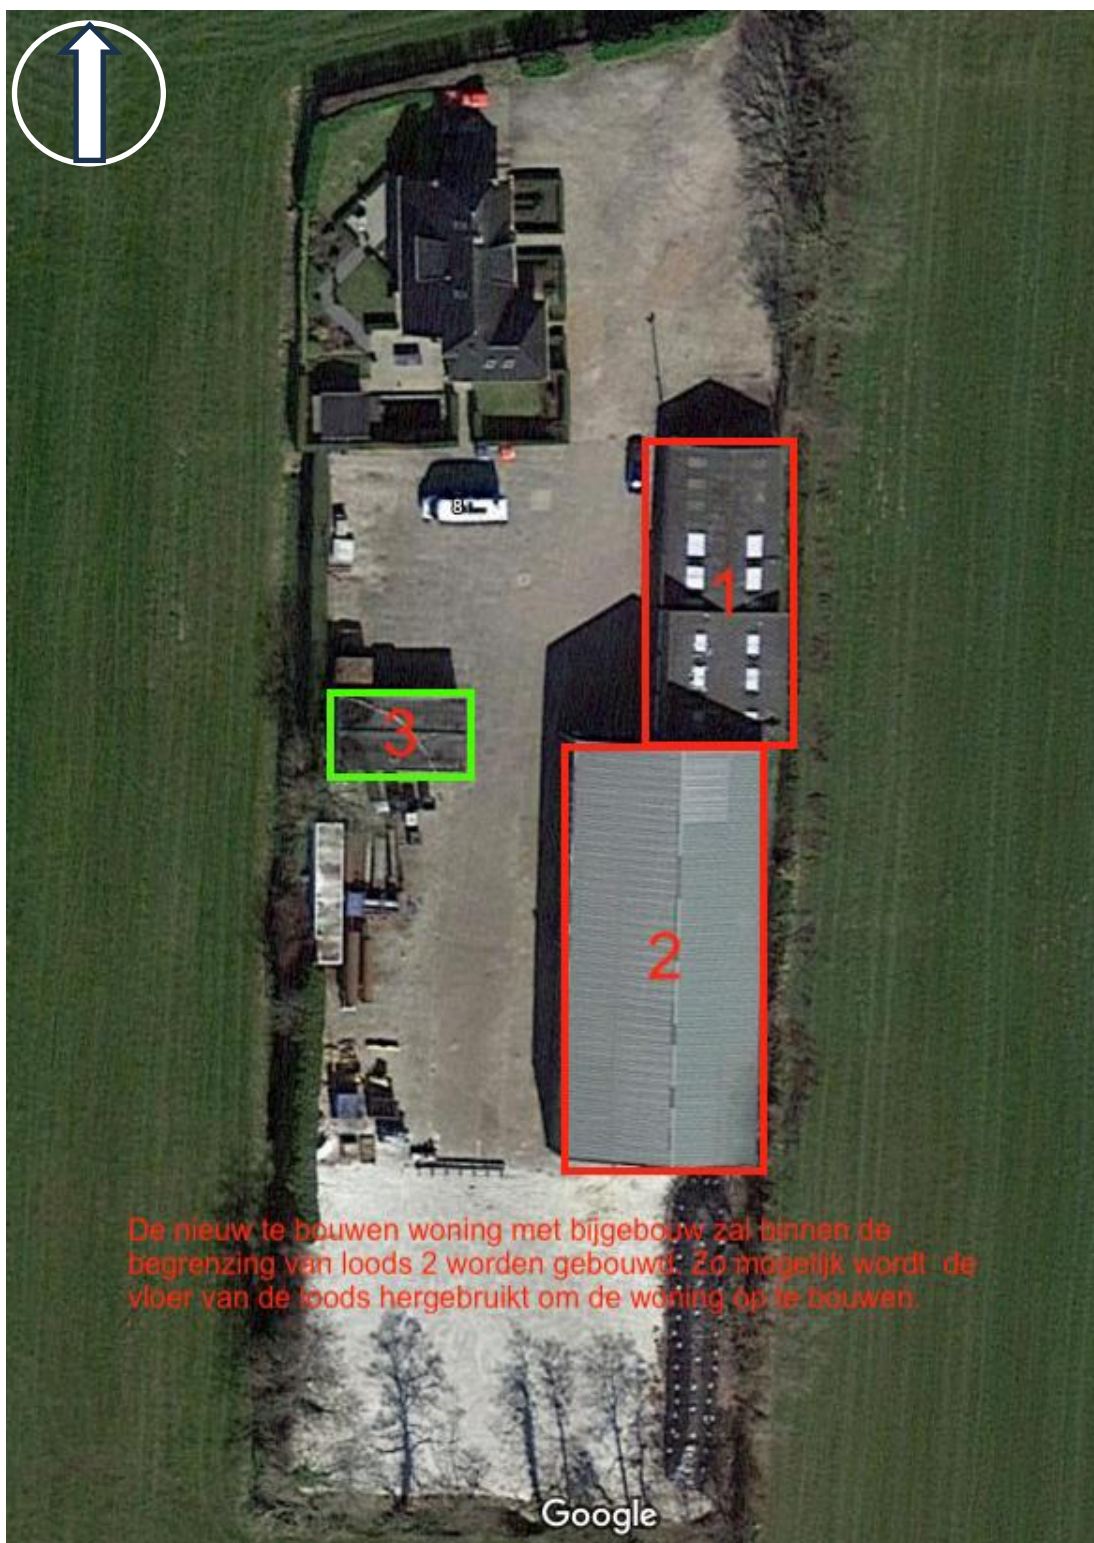 8
1
3
2
De nieuw te bouwen woning met bijgebouw zal binnen de
begrenzing van loods 2 worden gebouwd. Zo mogelijk wordt de
vloer van de loods hergebruikt om de woning op te bouwen.
Google